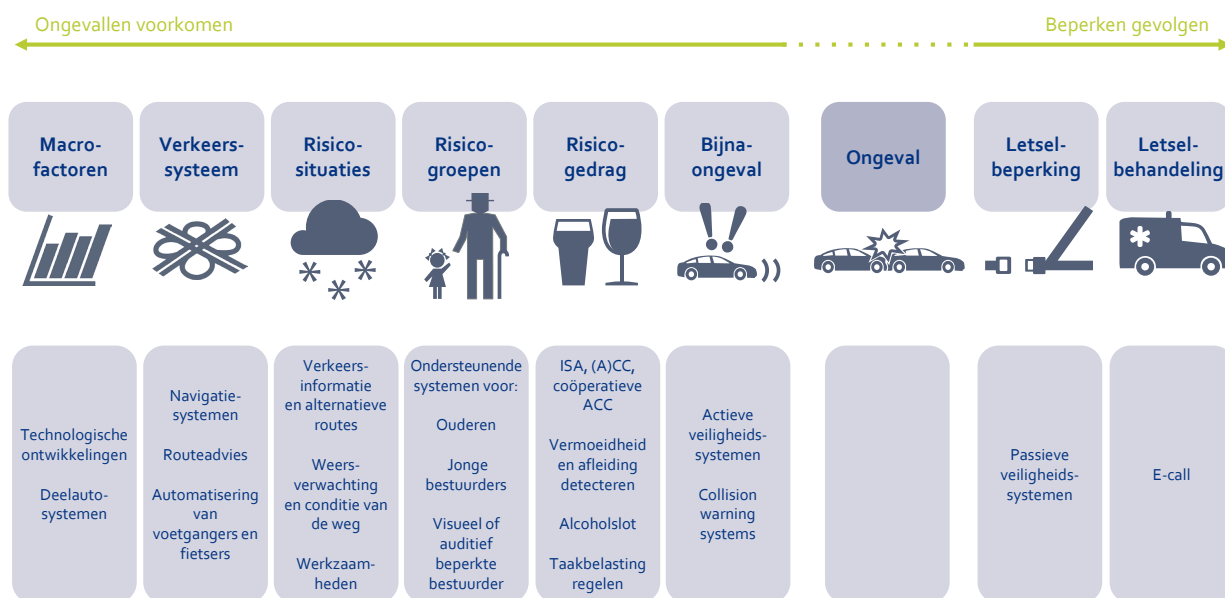 Ongevallen voorkomen
Beperken gevolgen
Macro-
factoren
Verkeers-
systeem
Risico-
situaties
Risico-
groepen
Risico-
gedrag
Bijna-
ongeval
Ongeval
Letsel-
beperking
Letsel-
behandeling
Technologische
ontwikkelingen
Deelauto-
systemen
Navigatie-
systemen
Routeadvies
Automatisering
van
voetgangers en
fietsers
Verkeers-
informatie
en alternatieve
routes
Weers-
verwachting
en conditie van
de weg
Werkzaam-
heden
Ondersteunende
systemen voor:
Ouderen
Jonge
bestuurders
Visueel of
auditief
beperkte
bestuurder
ISA, (A)CC,
coöperatieve
ACC
Vermoeidheid
en afleiding
detecteren
Alcoholslot
Taakbelasting
regelen
Actieve
veiligheids-
systemen
Collision
warning
systems
Passieve
veiligheids-
systemen
E-call